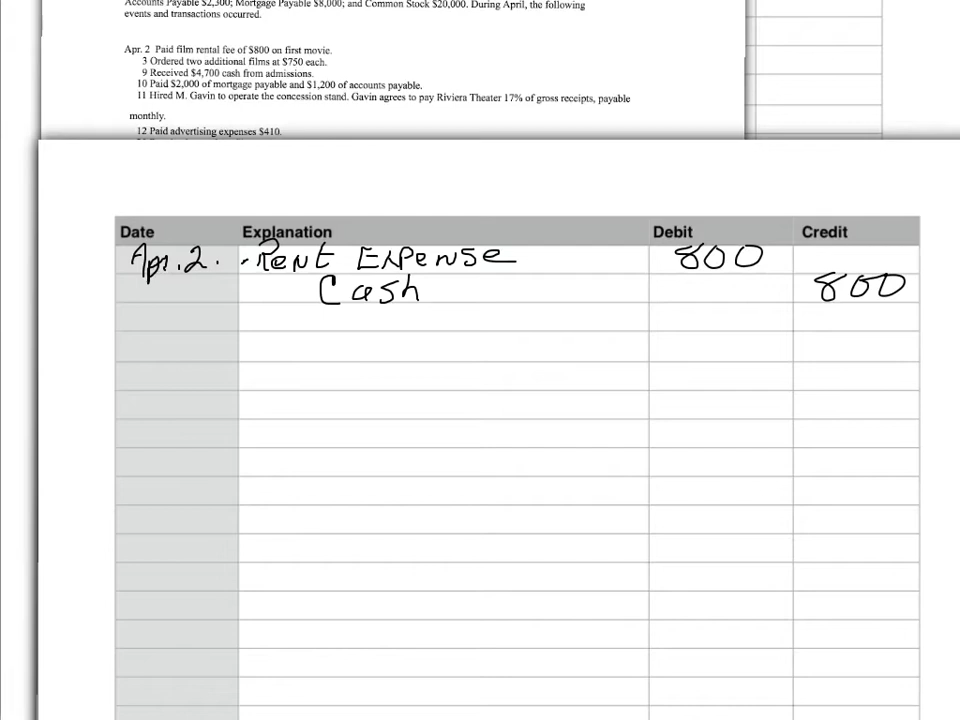 Accounts Payable $2,300; Mortgage Payable $8,000; and Common Stock $20,000. During April, the following
events and transactions occurred.
Apr. 2 Paid film rental fee of $800 on first movie.
3 Ordered two additional films at $750 each.
9 Received $4,700 cash from admissions.
10 Paid $2,000 of mortgage payable and $1,200 of accounts payable.
11 Hired M. Gavin to operate the concession stand. Gavin agrees to pay Riviera Theater 17% of gross receipts, payable
monthly.
12 Paid advertising expenses $410.
Date Explanation Debit Credit
Apr. 2. Rent Expense 800
Cash 800